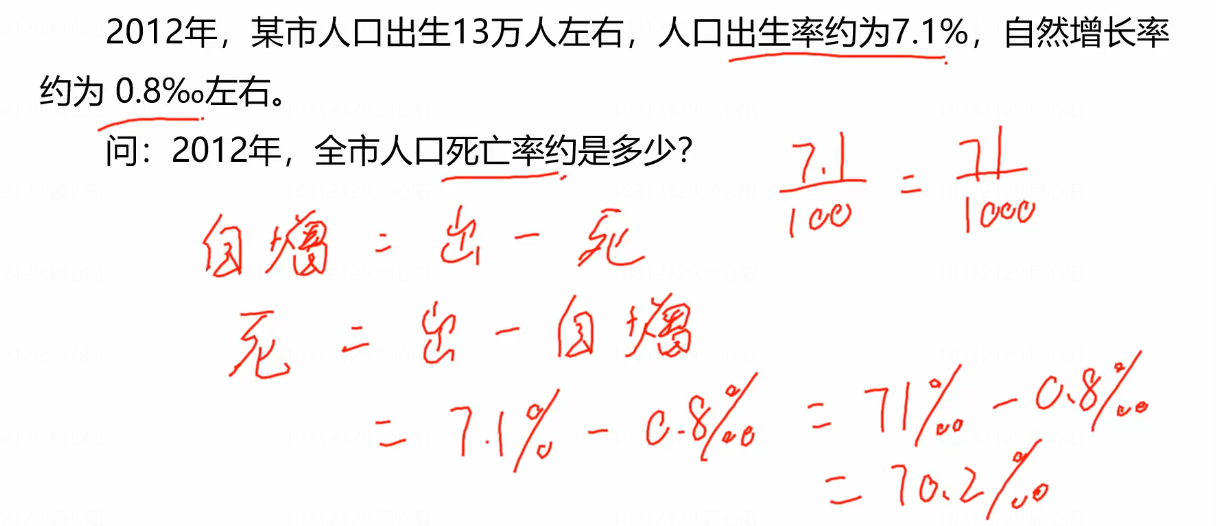 2012年，某市人口出生13万人左右，人口出生率约为7.1%，自然增长率
约为 0.8‰左右。
问：2012年，全市人口死亡率约是多少？
7.1/100 = 71/1000
自增 = 出 - 死
死 = 出 - 自增
= 7.1% - 0.8‰ = 71‰ - 0.8‰
= 70.2‰